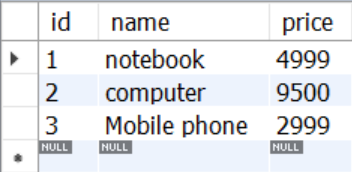 id name price
1 notebook 4999
2 computer 9500
3 Mobile phone 2999
NULL NULL NULL